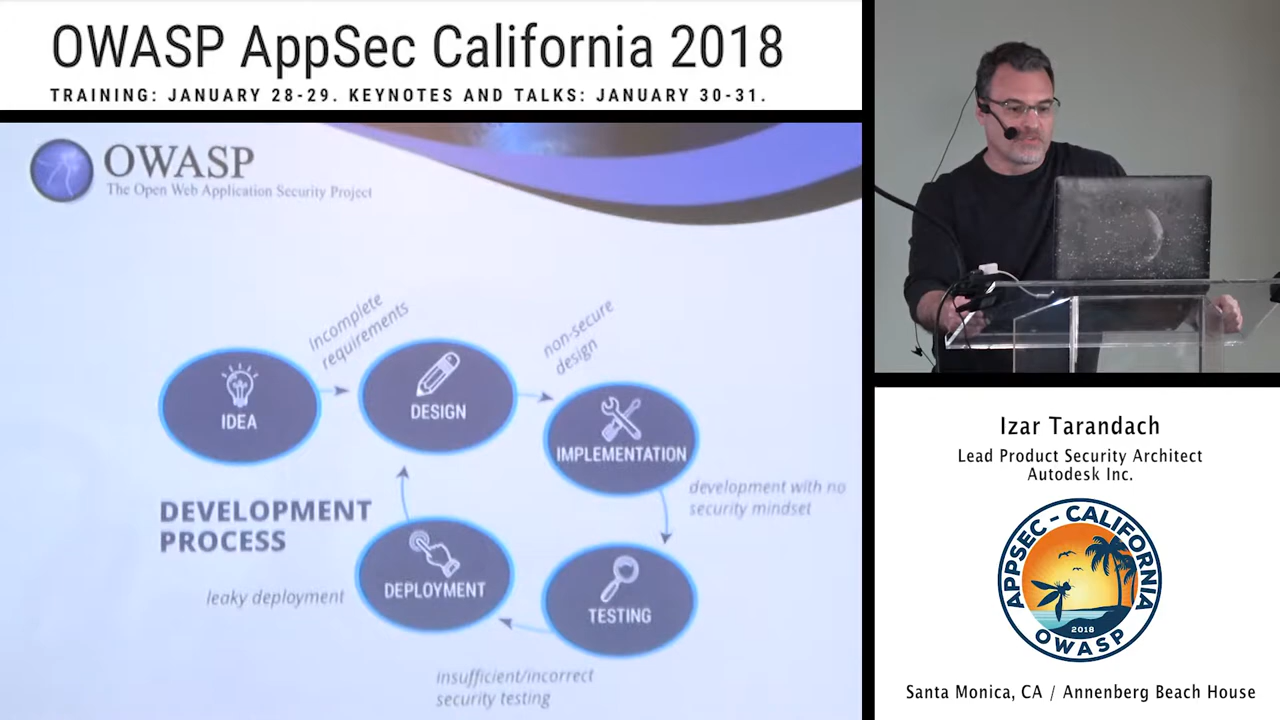 OWASP AppSec California 2018
TRAINING: JANUARY 28-29. KEYNOTES AND TALKS: JANUARY 30-31.
OWASP
The Open Web Application Security Project
Incomplete
requirements
non-secure
design
IDEA
DESIGN
IMPLEMENTATION
development with no
security mindset
DEVELOPMENT
PROCESS
DEPLOYMENT
leaky deployment
TESTING
insufficient/incorrect
security testing
Izar Tarandach
Lead Product Security Architect
Autodesk Inc.
APPSEC - CALIFORNIA
2018
OWASP
Santa Monica, CA / Annenberg Beach House